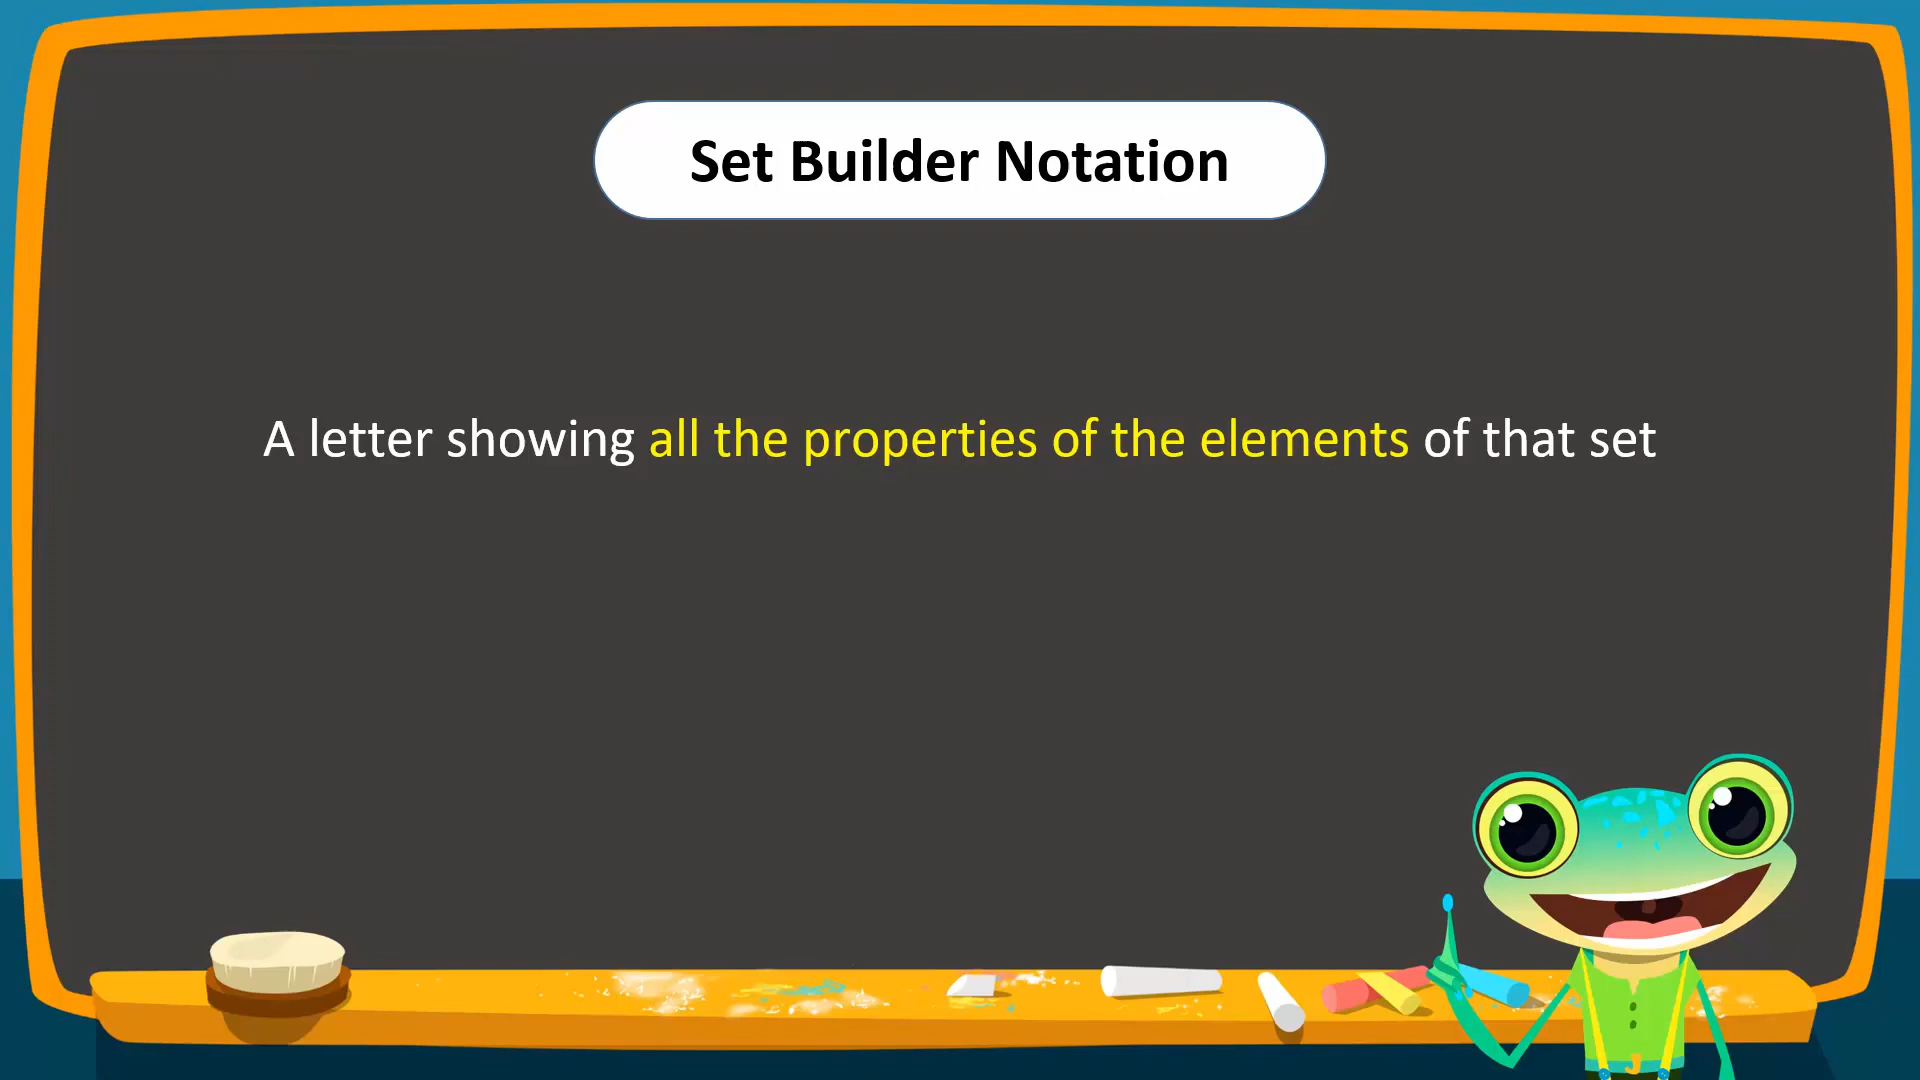 Set Builder Notation
A letter showing all the properties of the elements of that set